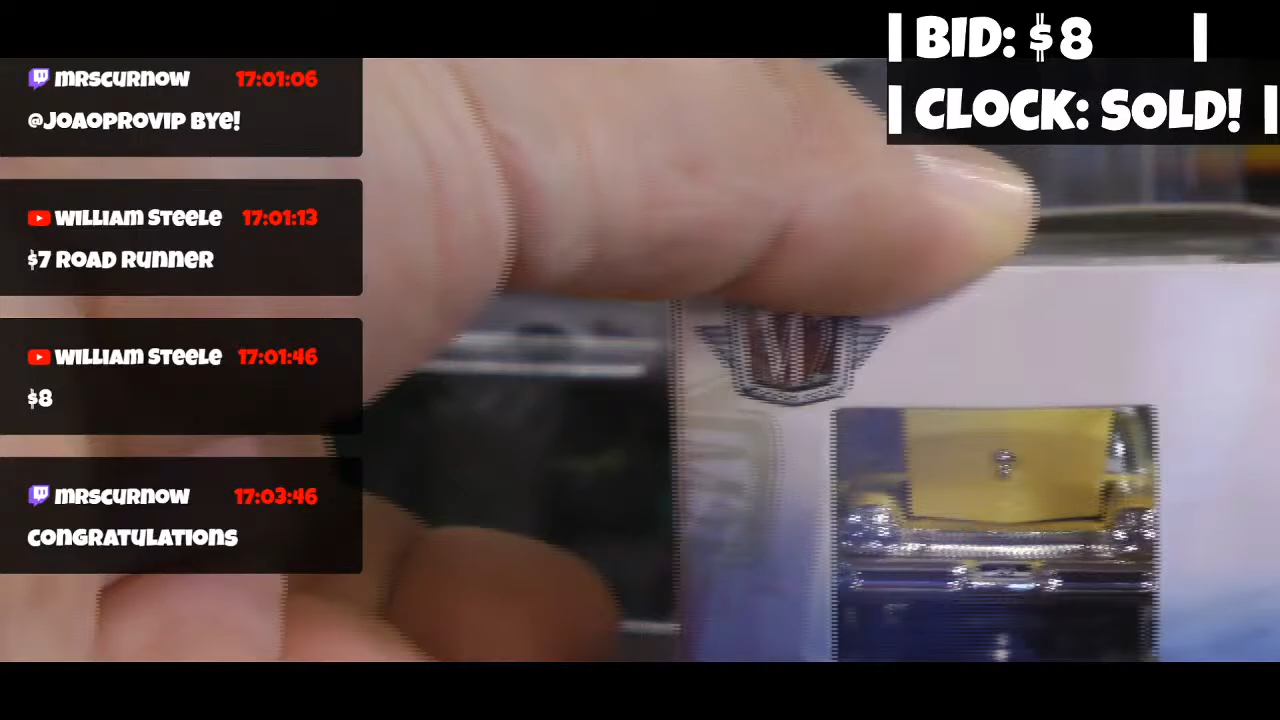 | BID: $8 |
| CLOCK: SOLD! |
mrscurnow 17:01:06
@JOAOPROVIP Bye!
William Steele 17:01:13
$7 Road Runner
William Steele 17:01:46
$8
mrscurnow 17:03:46
Congratulations